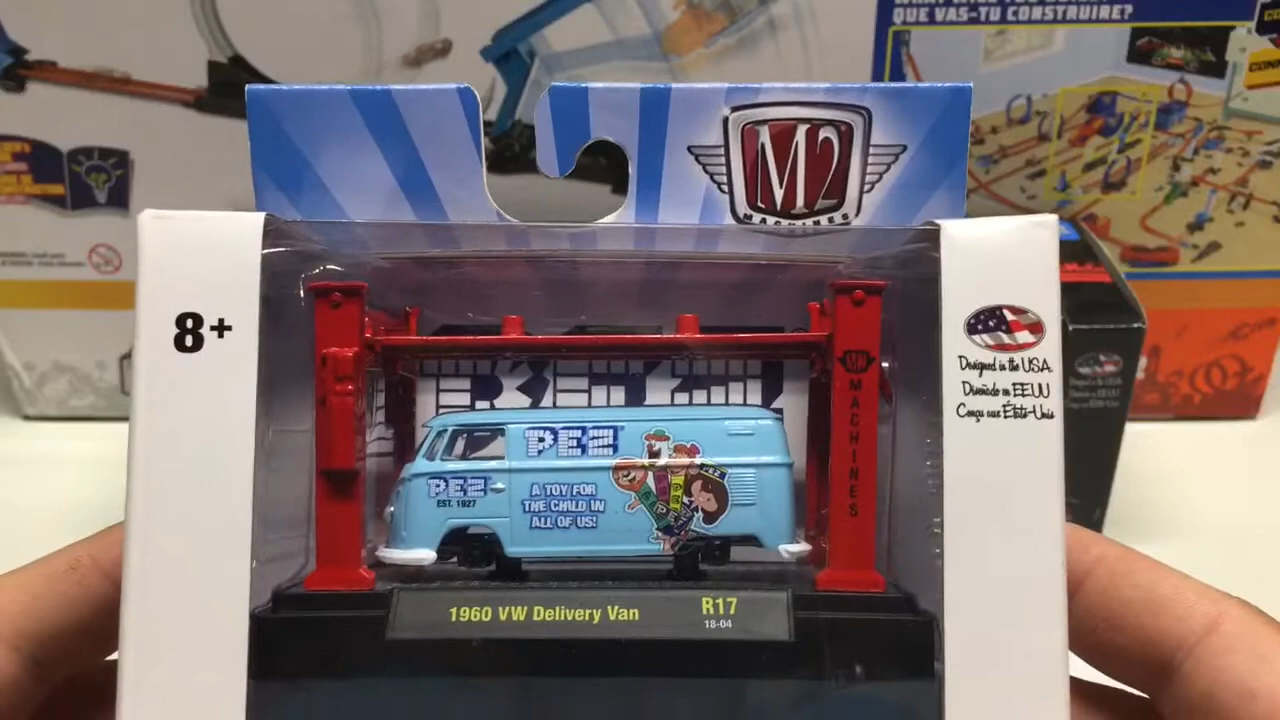 QUE VAS-TU CONSTRUIRE?
M2
MACHINES
8+
Designed in the USA
Diseñado en EEUU
Conçu aux États-Unis
MACHINES
PEZ
PEZ
EST. 1927
A TOY FOR
THE CHILD IN
ALL OF US!
PEZ
1960 VW Delivery Van
R17
18-04